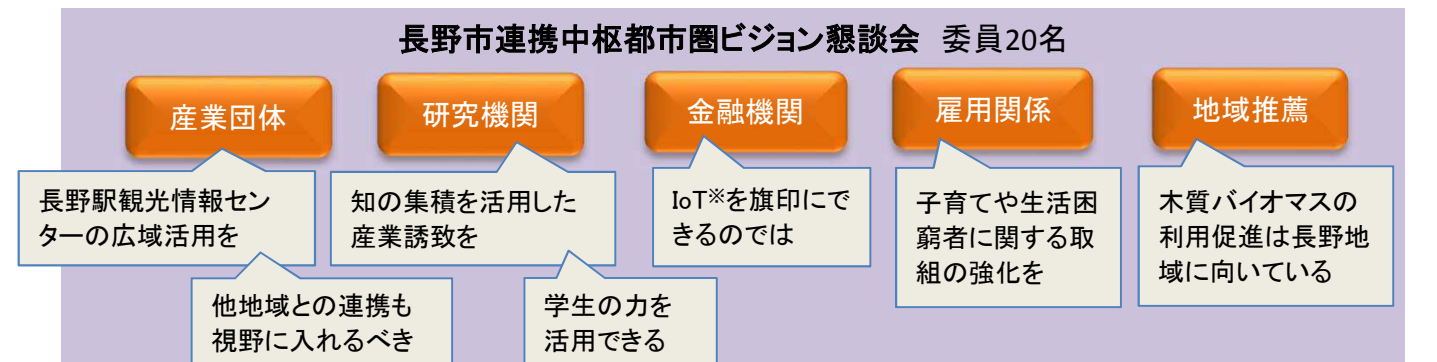 長野市連携中枢都市圏ビジョン懇談会 委員20名
産業団体
研究機関
金融機関
雇用関係
地域推薦
長野駅観光情報セン
ターの広域活用を
他地域との連携も
視野に入れるべき
知の集積を活用した
産業誘致を
学生の力を
活用できる
IoT※を旗印にで
きるのでは
子育てや生活困
窮者に関する取
組の強化を
木質バイオマスの
利用促進は長野地
域に向いている